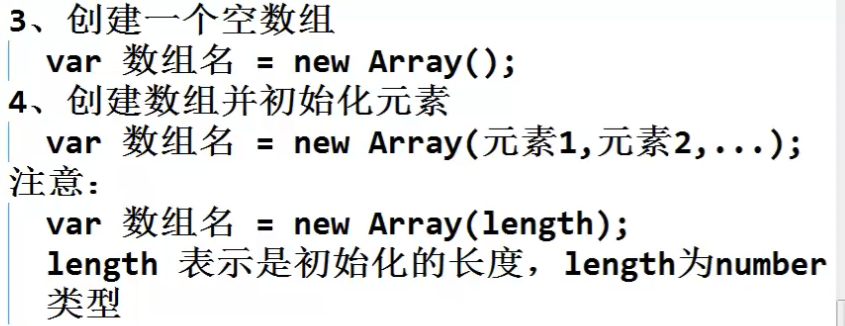 3、创建一个空数组
var 数组名 = new Array();
4、创建数组并初始化元素
var 数组名 = new Array(元素1,元素2,...);
注意：
var 数组名 = new Array(length);
length 表示是初始化的长度，length为number
类型